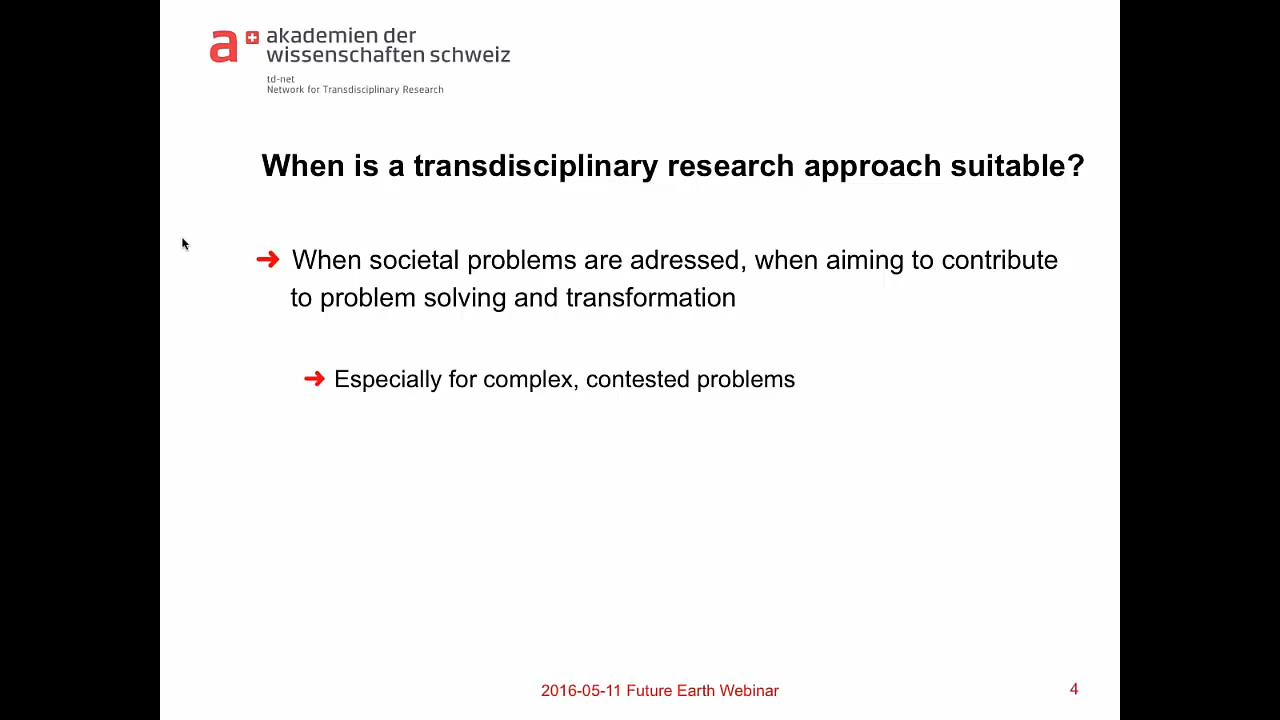 a
akademien der
wissenschaften schweiz
td-net
Network for Transdisciplinary Research
When is a transdisciplinary research approach suitable?
➜ When societal problems are adressed, when aiming to contribute
to problem solving and transformation
➜ Especially for complex, contested problems
2016-05-11 Future Earth Webinar
4